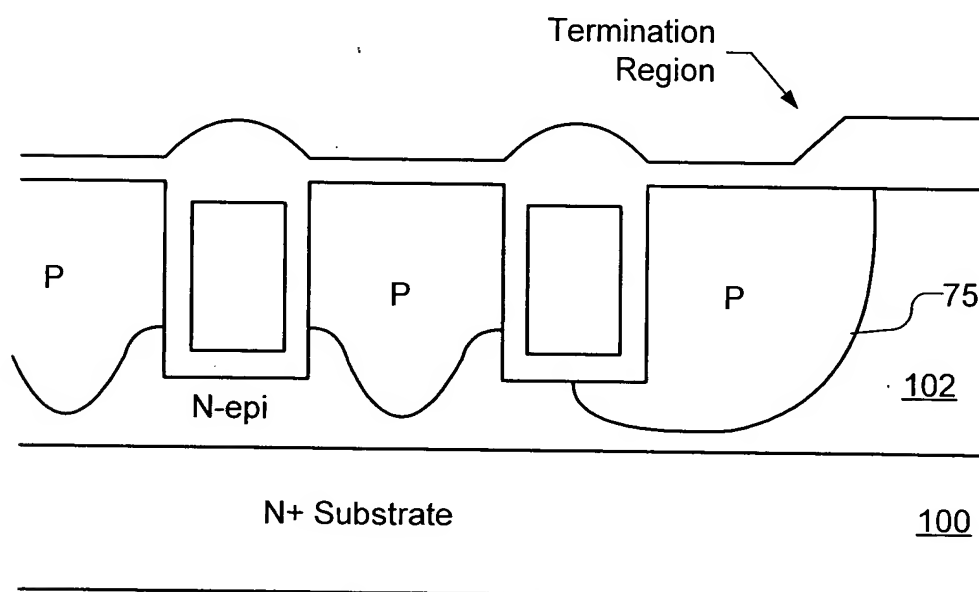 Termination
Region
P
P
P
75
102
N-epi
N+ Substrate
100